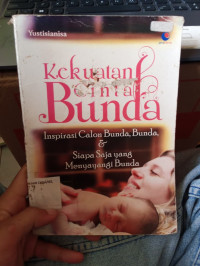 Yustisianisa
Kekuatan
Cinta
Bunda
Inspirasi Calon Bunda, Bunda,
&
Siapa Saja yang
Menyayangi Bunda